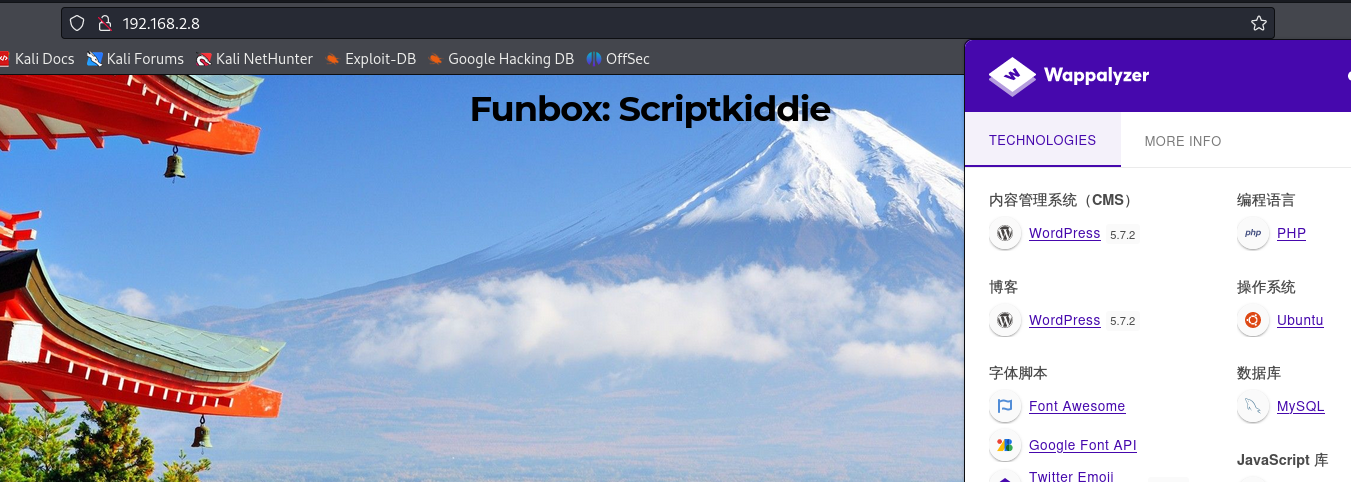 192.168.2.8
Kali Docs Kali Forums Kali NetHunter Exploit-DB Google Hacking DB OffSec
Funbox: Scriptkiddie
Wappalyzer
TECHNOLOGIES MORE INFO
内容管理系统（CMS） 编程语言
WordPress 5.7.2 php PHP
博客 操作系统
WordPress 5.7.2 Ubuntu
字体脚本 数据库
Font Awesome MySQL
Google Font API
JavaScript 库
Twitter Emoji